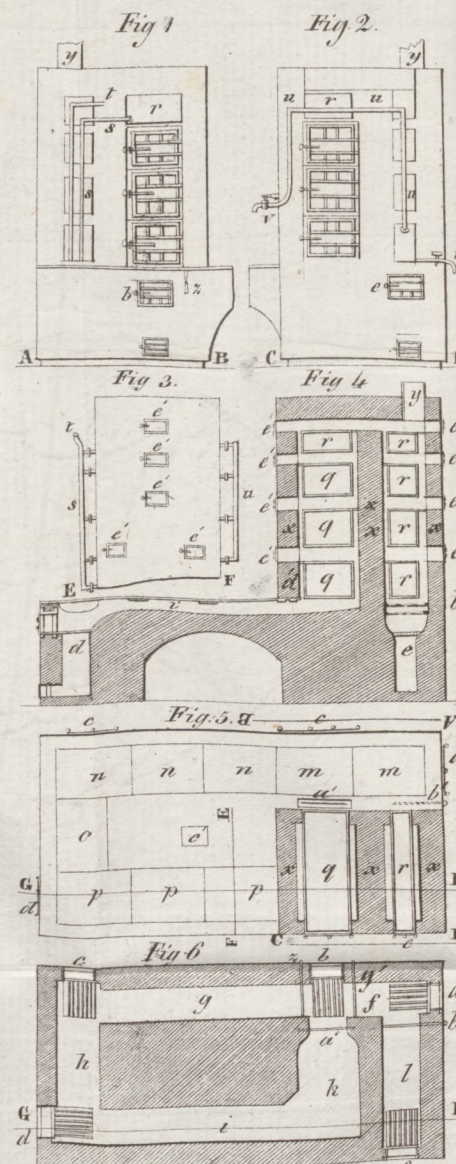 Fig 1
Fig. 2.
y
t
r
s
s
b
z
A
B
y
u
r
u
u
v
e
C
Fig 3.
Fig 4
t
e'
e'
e'
e'
e'
s
u
E
F
i
d
y
e'
e'
e'
e'
r
q
q
q
r
r
r
r
x
x
x
x
d
e
b
Fig. 5.
B
A
c
c
n
n
n
m
m
o
e'
E
F
p
p
p
a'
b
x
q
x
r
x
G
d
C
e
Fig 6
c
z
b
g'
g
f
a'
h
k
l
i
G
d